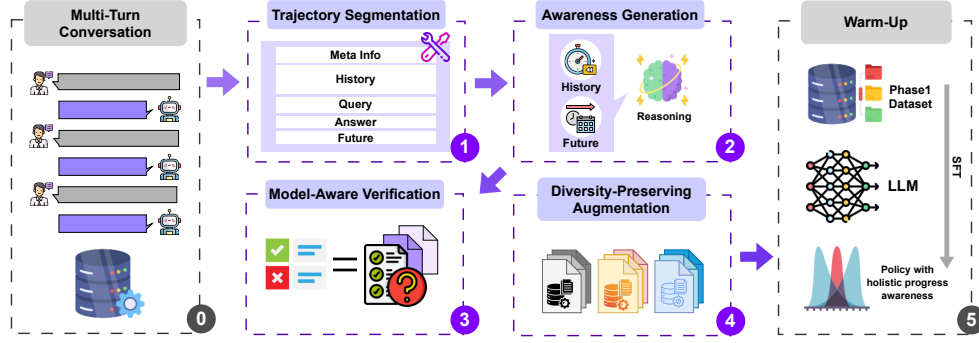 Multi-Turn
Conversation
0
Trajectory Segmentation
Meta Info
History
Query
Answer
Future
1
Awareness Generation
History
Future
Reasoning
2
Model-Aware Verification
3
Diversity-Preserving
Augmentation
4
Warm-Up
Phase1
Dataset
LLM
SFT
Policy with
holistic progress
awareness
5